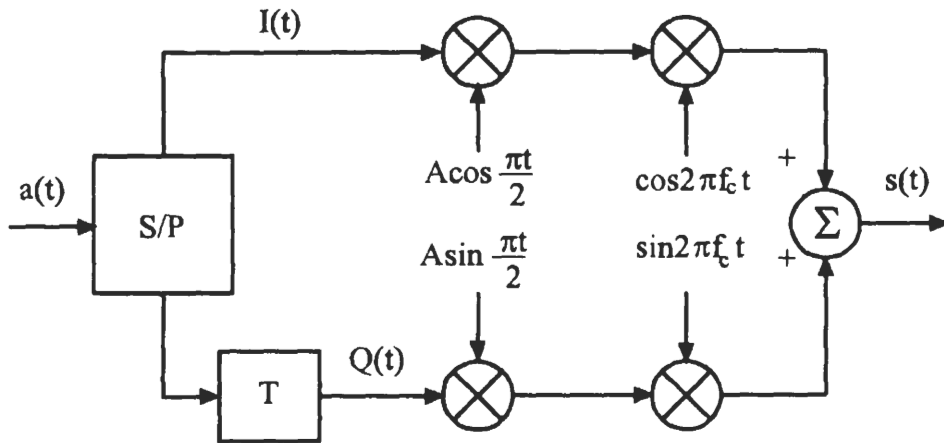 I(t)
a(t)
S/P
Acos πt/2
cos2πf_c t
+
s(t)
Σ
Asin πt/2
sin2πf_c t
+
T
Q(t)